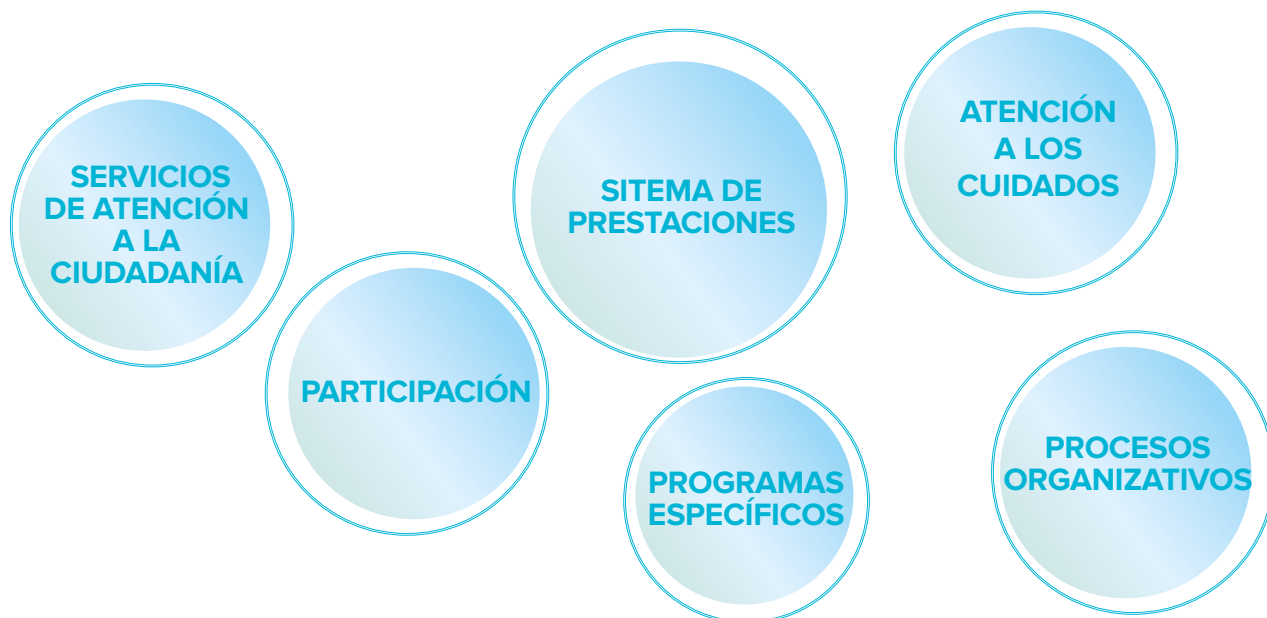 SERVICIOS
DE ATENCIÓN
A LA
CIUDADANÍA
PARTICIPACIÓN
SITEMA DE
PRESTACIONES
PROGRAMAS
ESPECÍFICOS
ATENCIÓN
A LOS
CUIDADOS
PROCESOS
ORGANIZATIVOS